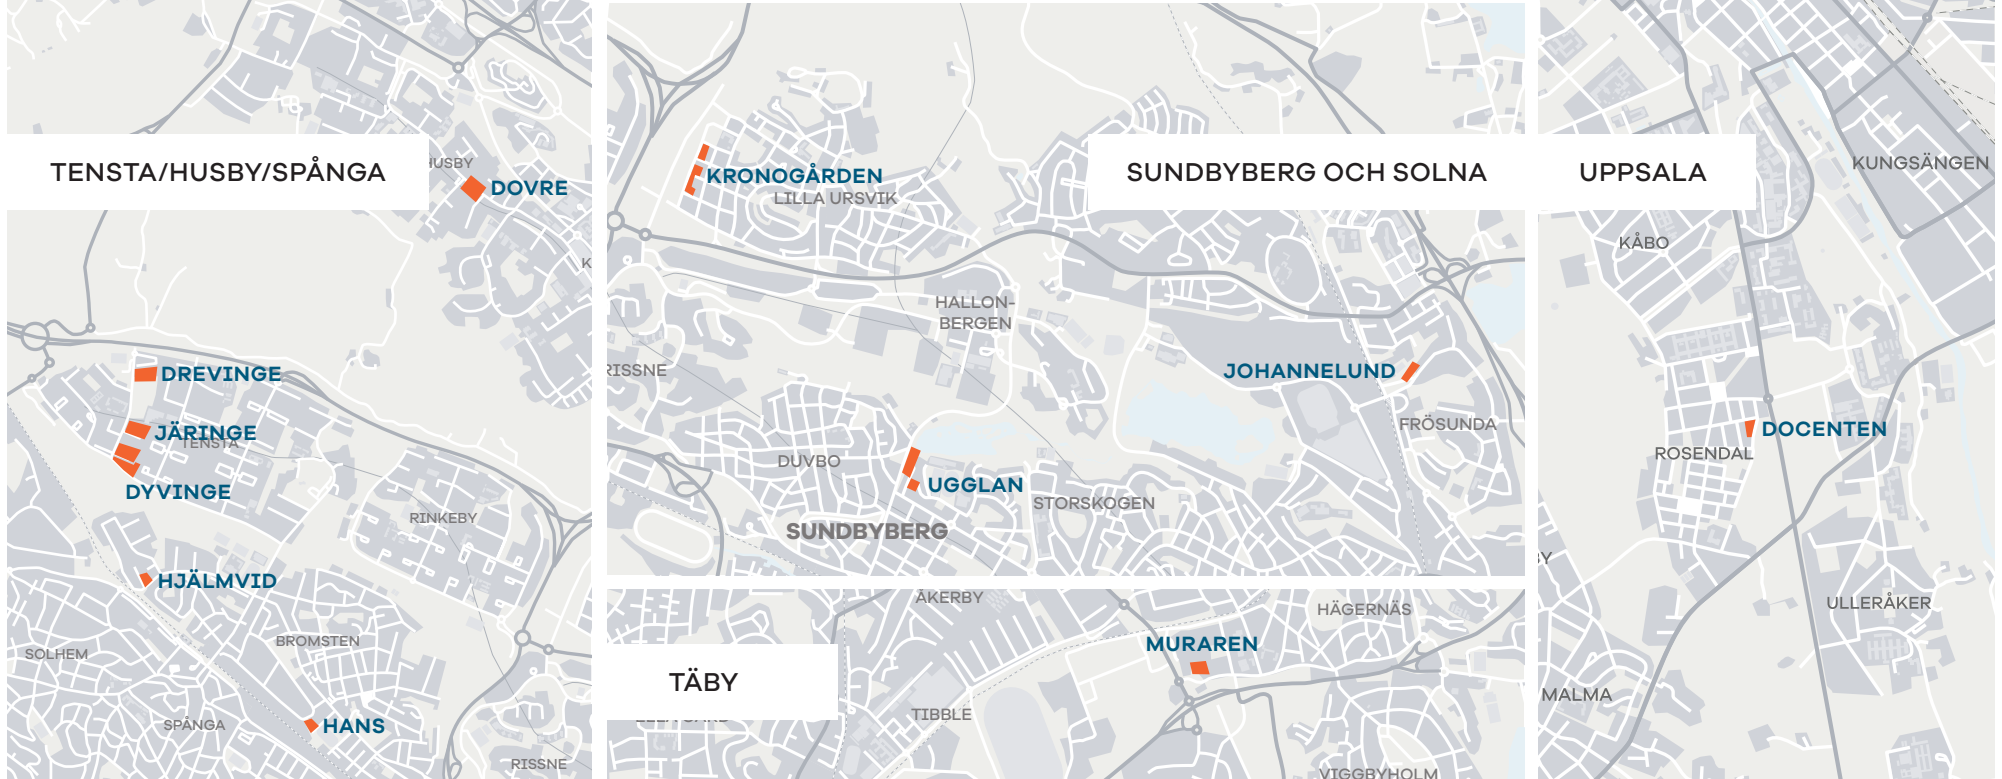 TENSTA/HUSBY/SPÅNGA
HUSBY
DOVRE
K
DREVINGE
JÄRINGE
TENSTA
DYVINGE
RINKEBY
HJÄLMVID
BROMSTEN
SOLHEM
SPÅNGA
HANS
RISSNE
SUNDBYBERG OCH SOLNA
KRONOGÅRDEN
LILLA URSVIK
HALLON-
BERGEN
RISSNE
JOHANNELUND
FRÖSUNDA
DUVBO
UGGLAN
STORSKOGEN
SUNDBYBERG
TÄBY
ÅKERBY
HÄGERNÄS
MURAREN
TIBBLE
VIGGBYHOLM
UPPSALA
KUNGSÄNGEN
KÅBO
DOCENTEN
ROSENDAL
BY
ULLERÅKER
MALMA